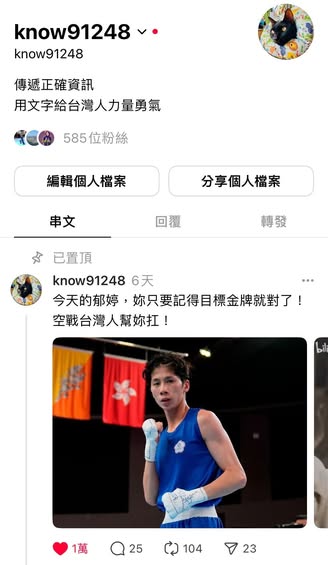 know91248
know91248
傳遞正確資訊
用文字給台灣人力量勇氣
585位粉絲
編輯個人檔案
分享個人檔案
串文
回覆
轉發
已置頂
know91248 6天
今天的郁婷，妳只要記得目標金牌就對了！
空戰台灣人幫妳扛！
1萬
25
104
23